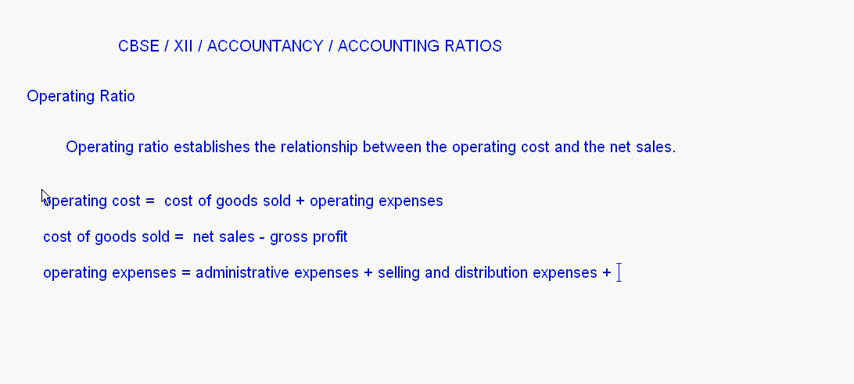 CBSE / XII / ACCOUNTANCY / ACCOUNTING RATIOS
Operating Ratio
Operating ratio establishes the relationship between the operating cost and the net sales.
operating cost =  cost of goods sold + operating expenses
cost of goods sold =  net sales - gross profit
operating expenses = administrative expenses + selling and distribution expenses +